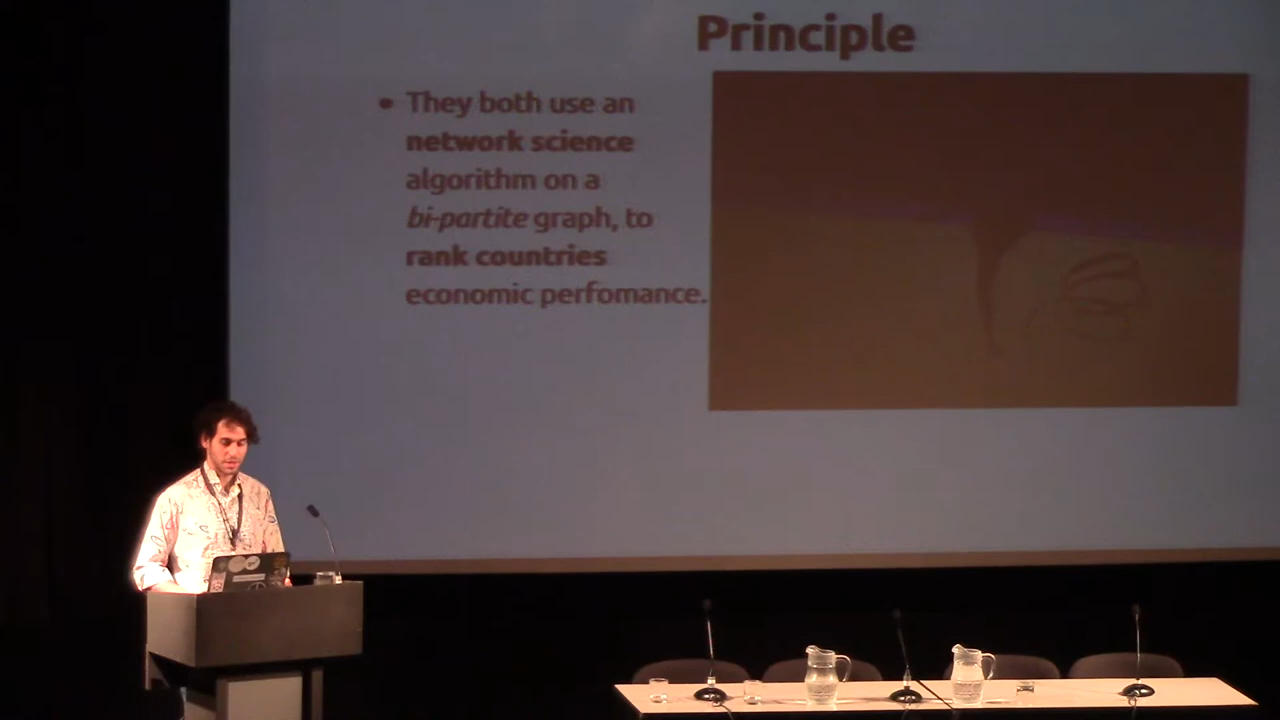 Principle
• They both use an
network science
algorithm on a
bi-partite graph, to
rank countries
economic perfomance.